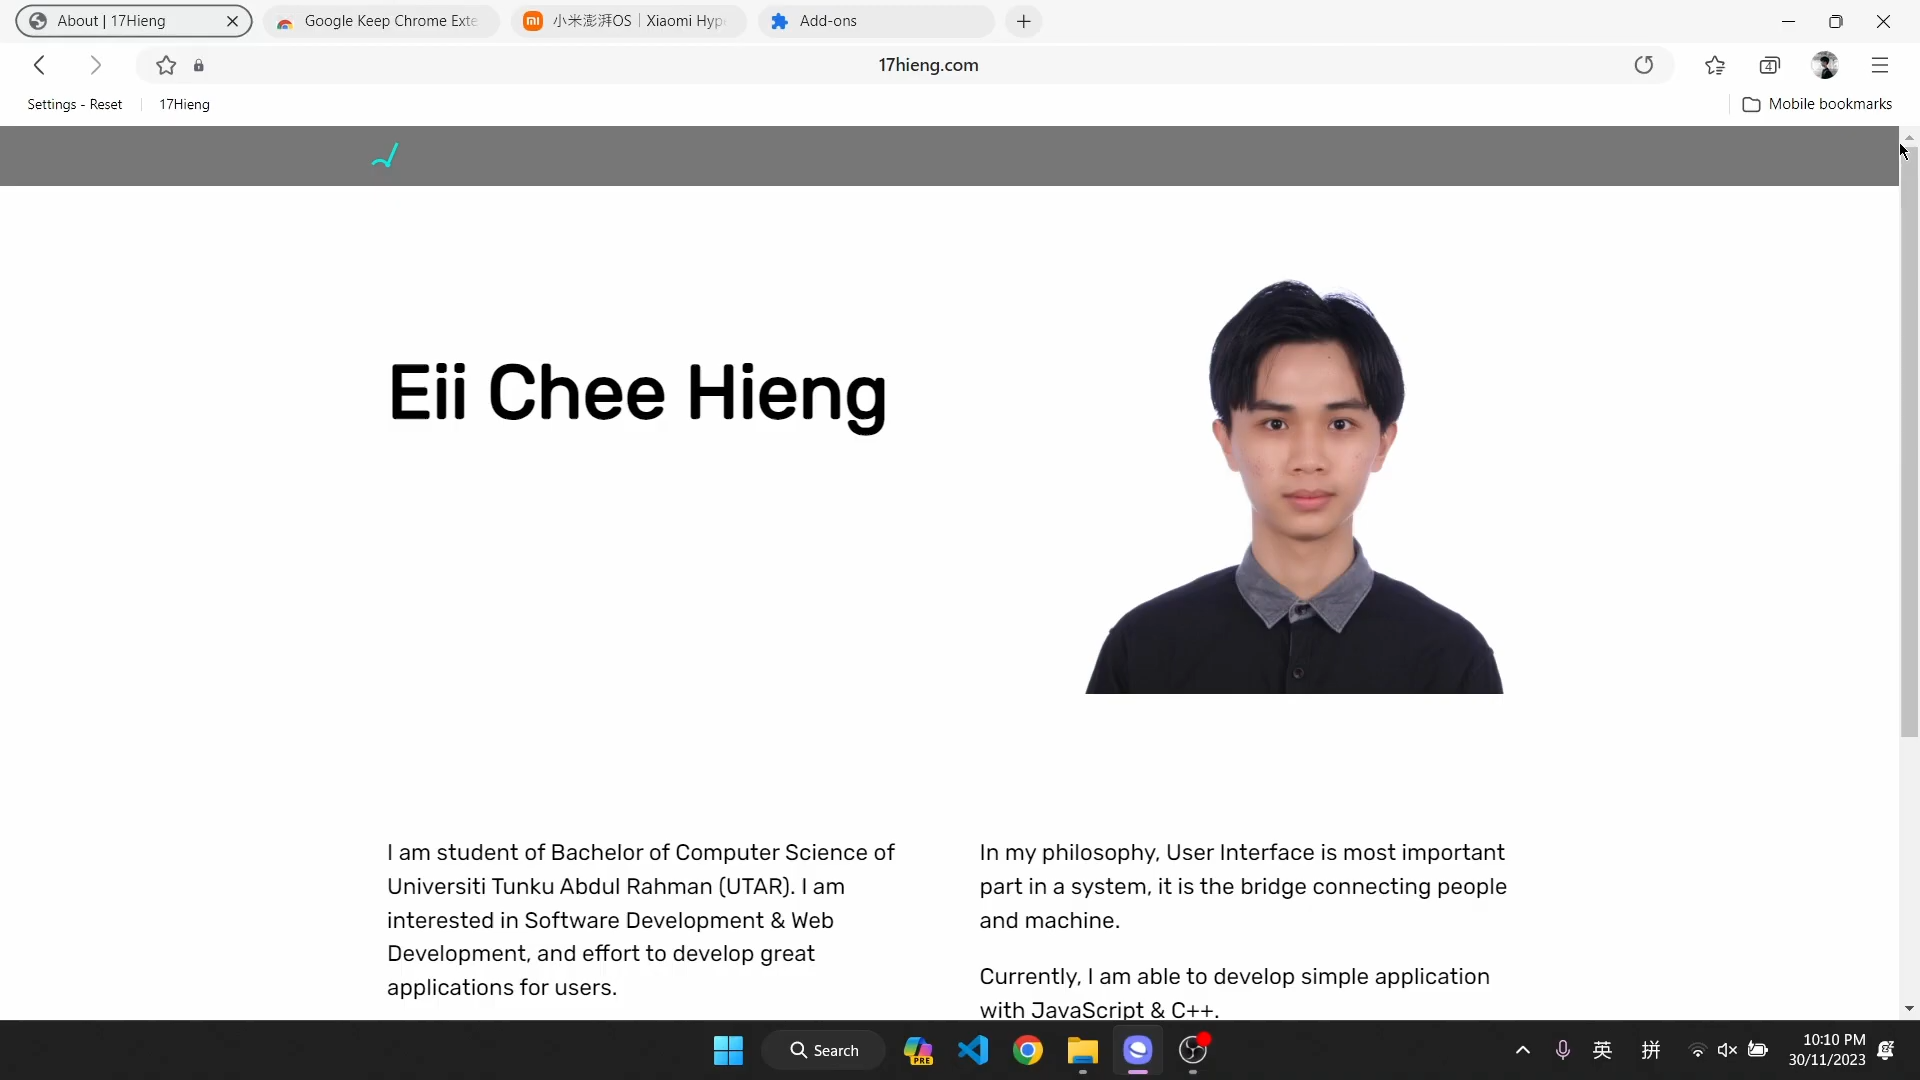 About | 17Hieng
Google Keep Chrome Exte
小米澎湃OS | Xiaomi Hyp
Add-ons
17hieng.com
4
Settings - Reset
17Hieng
Mobile bookmarks
Eii Chee Hieng
I am student of Bachelor of Computer Science of
Universiti Tunku Abdul Rahman (UTAR). I am
interested in Software Development & Web
Development, and effort to develop great
applications for users.
In my philosophy, User Interface is most important
part in a system, it is the bridge connecting people
and machine.
Currently, I am able to develop simple application
with JavaScript & C++.
Search
PRE
英
拼
10:10 PM
30/11/2023